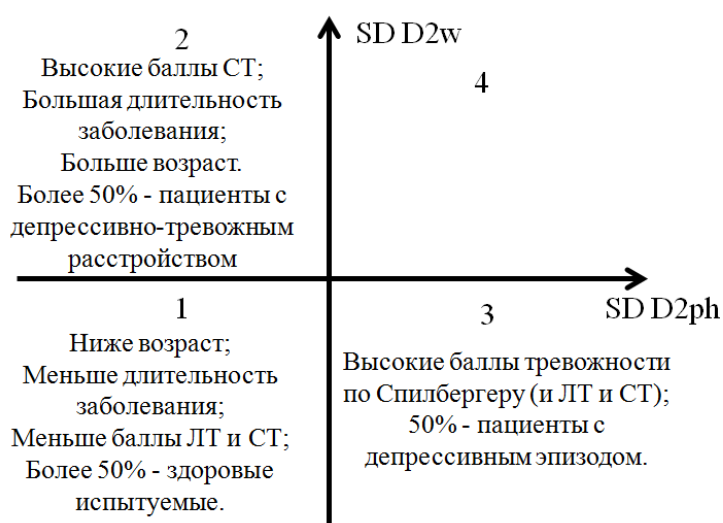 2
Высокие баллы СТ;
Большая длительность
заболевания;
Больше возраст.
Более 50% - пациенты с
депрессивно-тревожным
расстройством
SD D2w
4
1
Ниже возраст;
Меньше длительность
заболевания;
Меньше баллы ЛТ и СТ;
Более 50% - здоровые
испытуемые.
SD D2ph
3
Высокие баллы тревожности
по Спилбергеру (и ЛТ и СТ);
50% - пациенты с
депрессивным эпизодом.